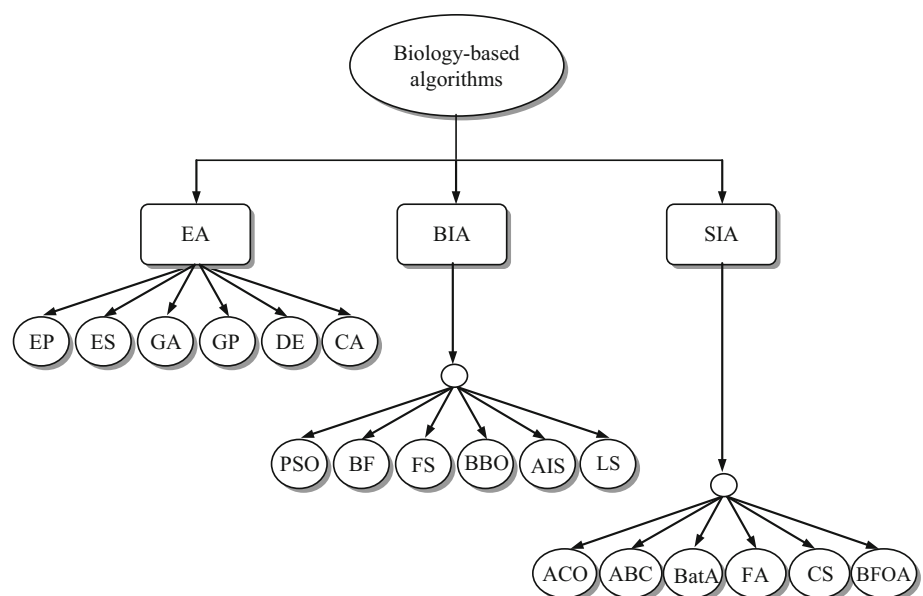 Biology-based
algorithms
EA
BIA
SIA
EP
ES
GA
GP
DE
CA
PSO
BF
FS
BBO
AIS
LS
ACO
ABC
BatA
FA
CS
BFOA